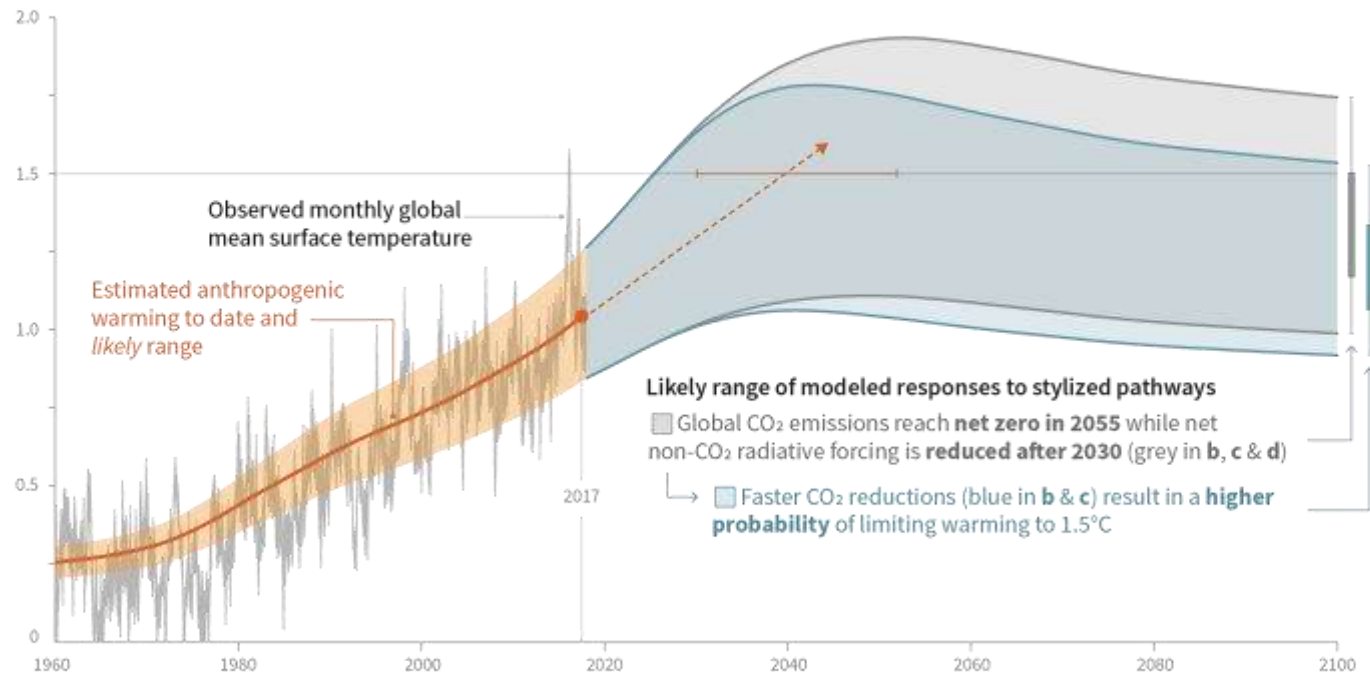 2.0
1.5
Observed monthly global
mean surface temperature
Estimated anthropogenic
warming to date and
likely range
1.0
Likely range of modeled responses to stylized pathways
Global CO₂ emissions reach net zero in 2055 while net
non-CO₂ radiative forcing is reduced after 2030 (grey in b, c & d)
0.5
2017
Faster CO₂ reductions (blue in b & c) result in a higher
probability of limiting warming to 1.5°C
0
1960 1980 2000 2020 2040 2060 2080 2100